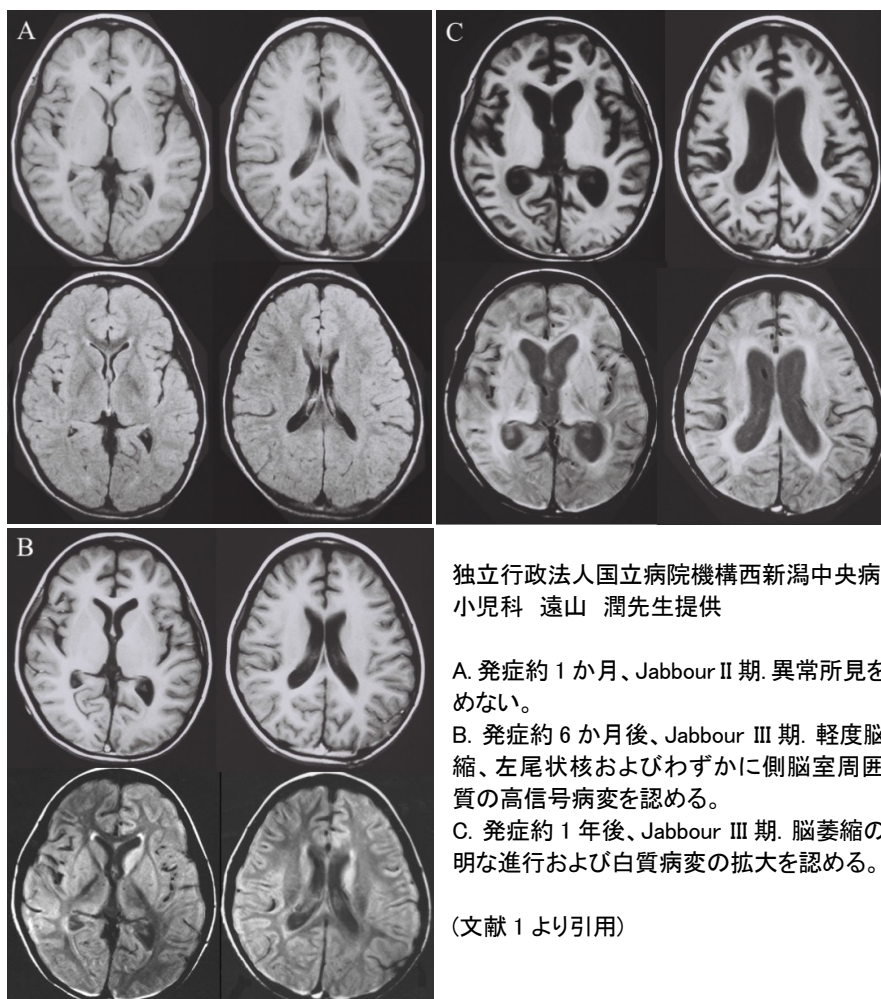 A
C
B
独立行政法人国立病院機構西新潟中央病
小児科 遠山 潤先生提供
A. 発症約 1 か月、Jabbour II 期. 異常所見を
めない。
B. 発症約 6 か月後、Jabbour III 期. 軽度脳
縮、左尾状核およびわずかに側脳室周囲
質の高信号病変を認める。
C. 発症約 1 年後、Jabbour III 期. 脳萎縮の
明な進行および白質病変の拡大を認める。
(文献 1 より引用)